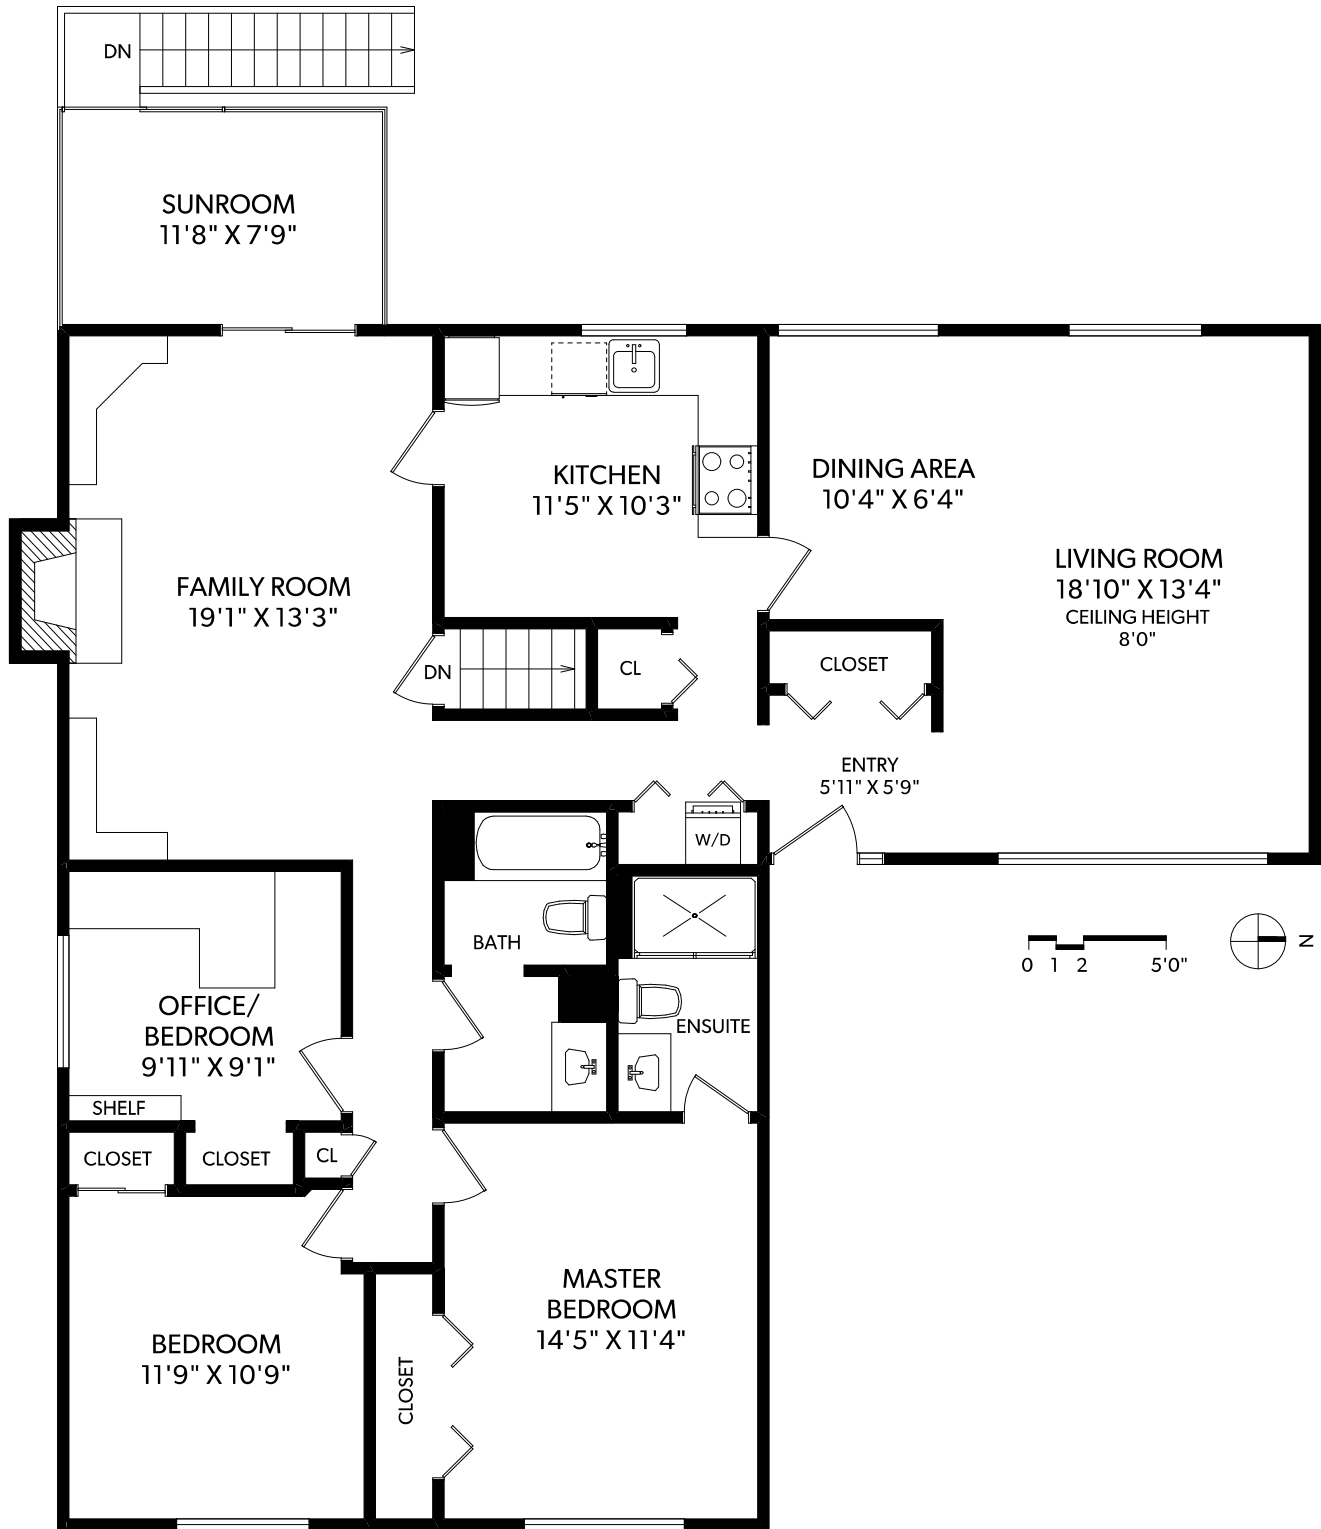 DN
SUNROOM
11'8" X 7'9"
KITCHEN
11'5" X 10'3"
DINING AREA
10'4" X 6'4"
LIVING ROOM
18'10" X 13'4"
CEILING HEIGHT
8'0"
FAMILY ROOM
19'1" X 13'3"
DN
CL
CLOSET
ENTRY
5'11" X 5'9"
W/D
BATH
ENSUITE
0 1 2 5'0"
N
OFFICE/
BEDROOM
9'11" X 9'1"
SHELF
CLOSET
CLOSET
CL
MASTER
BEDROOM
14'5" X 11'4"
BEDROOM
11'9" X 10'9"
CLOSET